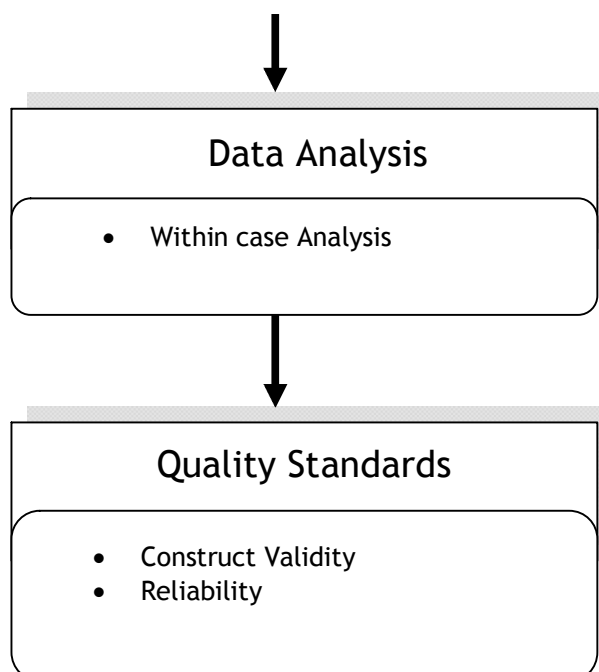 Data Analysis
• Within case Analysis
Quality Standards
• Construct Validity
• Reliability